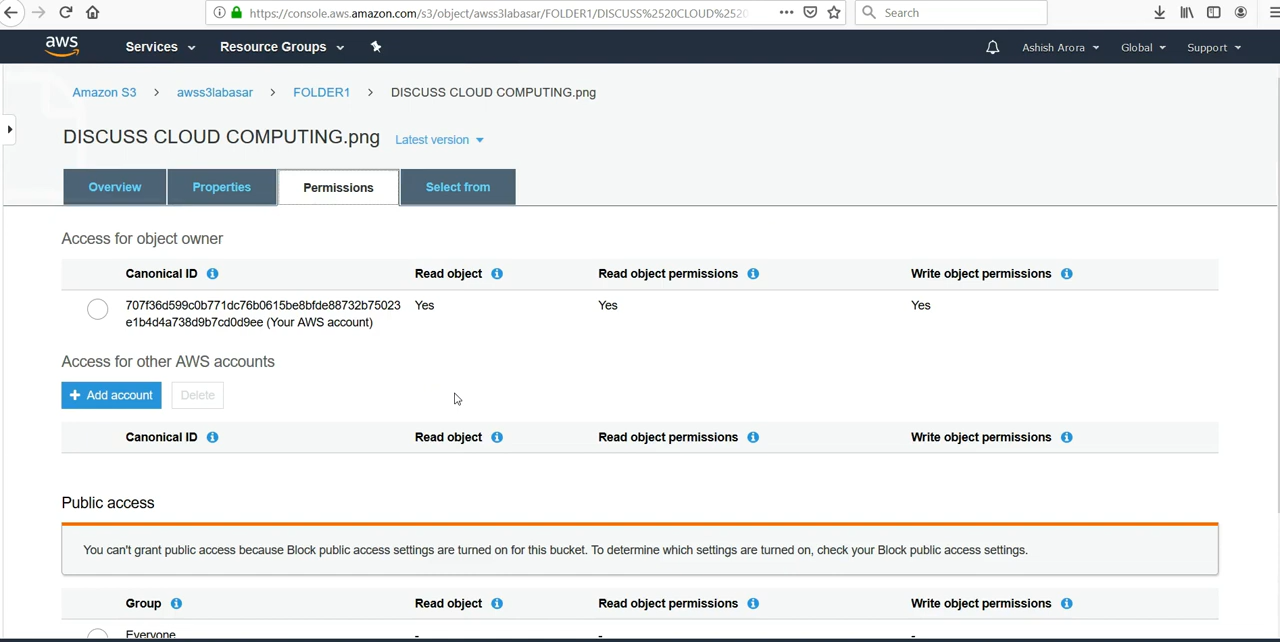 https://console.aws.amazon.com/s3/object/awss3labasar/FOLDER1/DISCUSS%2520CLOUD%2520
Search
aws
Services
Resource Groups
Ashish Arora
Global
Support
Amazon S3 > awss3labasar > FOLDER1 > DISCUSS CLOUD COMPUTING.png
DISCUSS CLOUD COMPUTING.png Latest version
Overview Properties Permissions Select from
Access for object owner
Canonical ID Read object Read object permissions Write object permissions
707f36d599c0b771dc76b0615be8bfde88732b75023 Yes Yes Yes
e1b4d4a738d9b7cd0d9ee (Your AWS account)
Access for other AWS accounts
+ Add account Delete
Canonical ID Read object Read object permissions Write object permissions
Public access
You can't grant public access because Block public access settings are turned on for this bucket. To determine which settings are turned on, check your Block public access settings.
Group Read object Read object permissions Write object permissions
Everyone - - -